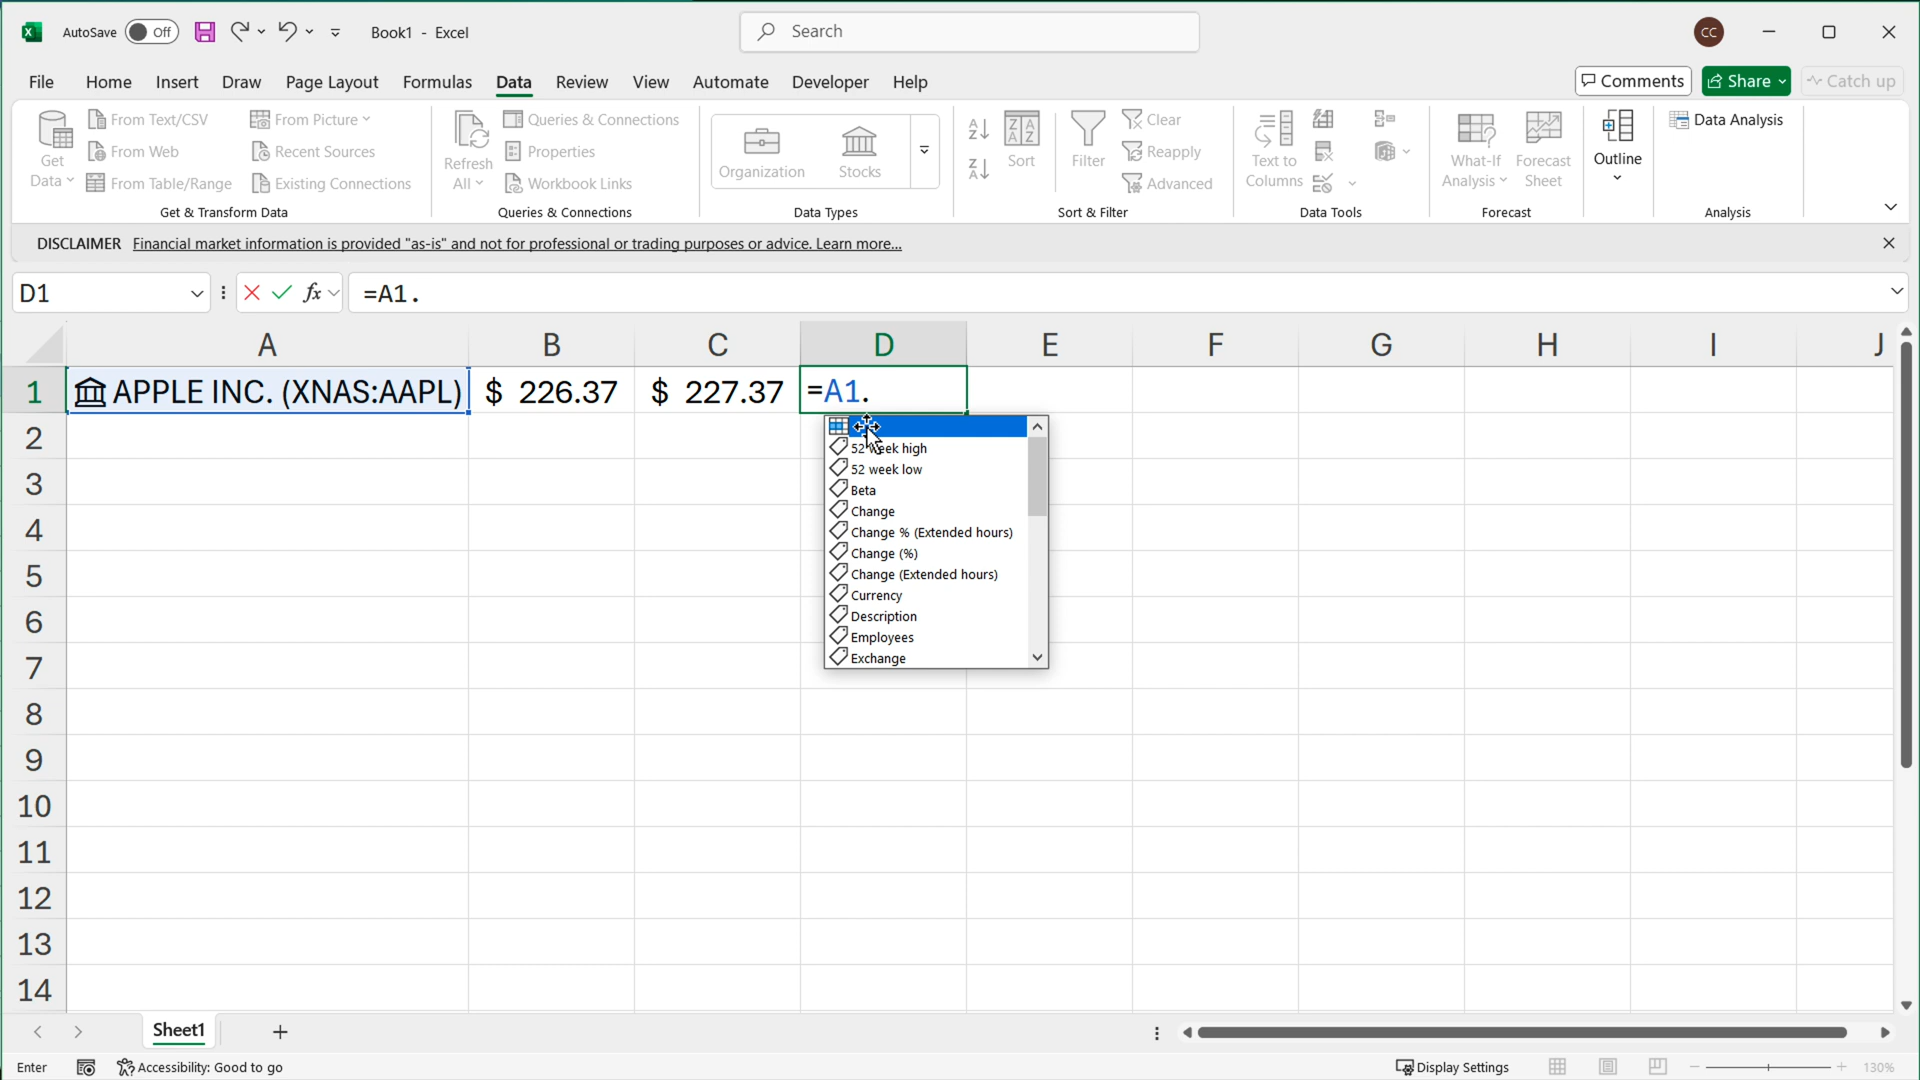 AutoSave Off Book1 - Excel Search CC
File Home Insert Draw Page Layout Formulas Data Review View Automate Developer Help Comments Share Catch up
Get Data
From Text/CSV
From Web
From Table/Range
From Picture
Recent Sources
Existing Connections
Get & Transform Data
Refresh All
Queries & Connections
Properties
Workbook Links
Queries & Connections
Organization
Stocks
Data Types
Sort
Filter
Clear
Reapply
Advanced
Sort & Filter
Text to Columns
Data Tools
What-If Analysis
Forecast Sheet
Forecast
Outline
Data Analysis
Analysis
DISCLAIMER Financial market information is provided "as-is" and not for professional or trading purposes or advice. Learn more...
D1 fx =A1.
A B C D E F G H I J
1 APPLE INC. (XNAS:AAPL) $ 226.37 $ 227.37 =A1.
52 week high
52 week low
Beta
Change
Change % (Extended hours)
Change (%)
Change (Extended hours)
Currency
Description
Employees
Exchange
2
3
4
5
6
7
8
9
10
11
12
13
14
Sheet1
Enter Accessibility: Good to go Display Settings 130%